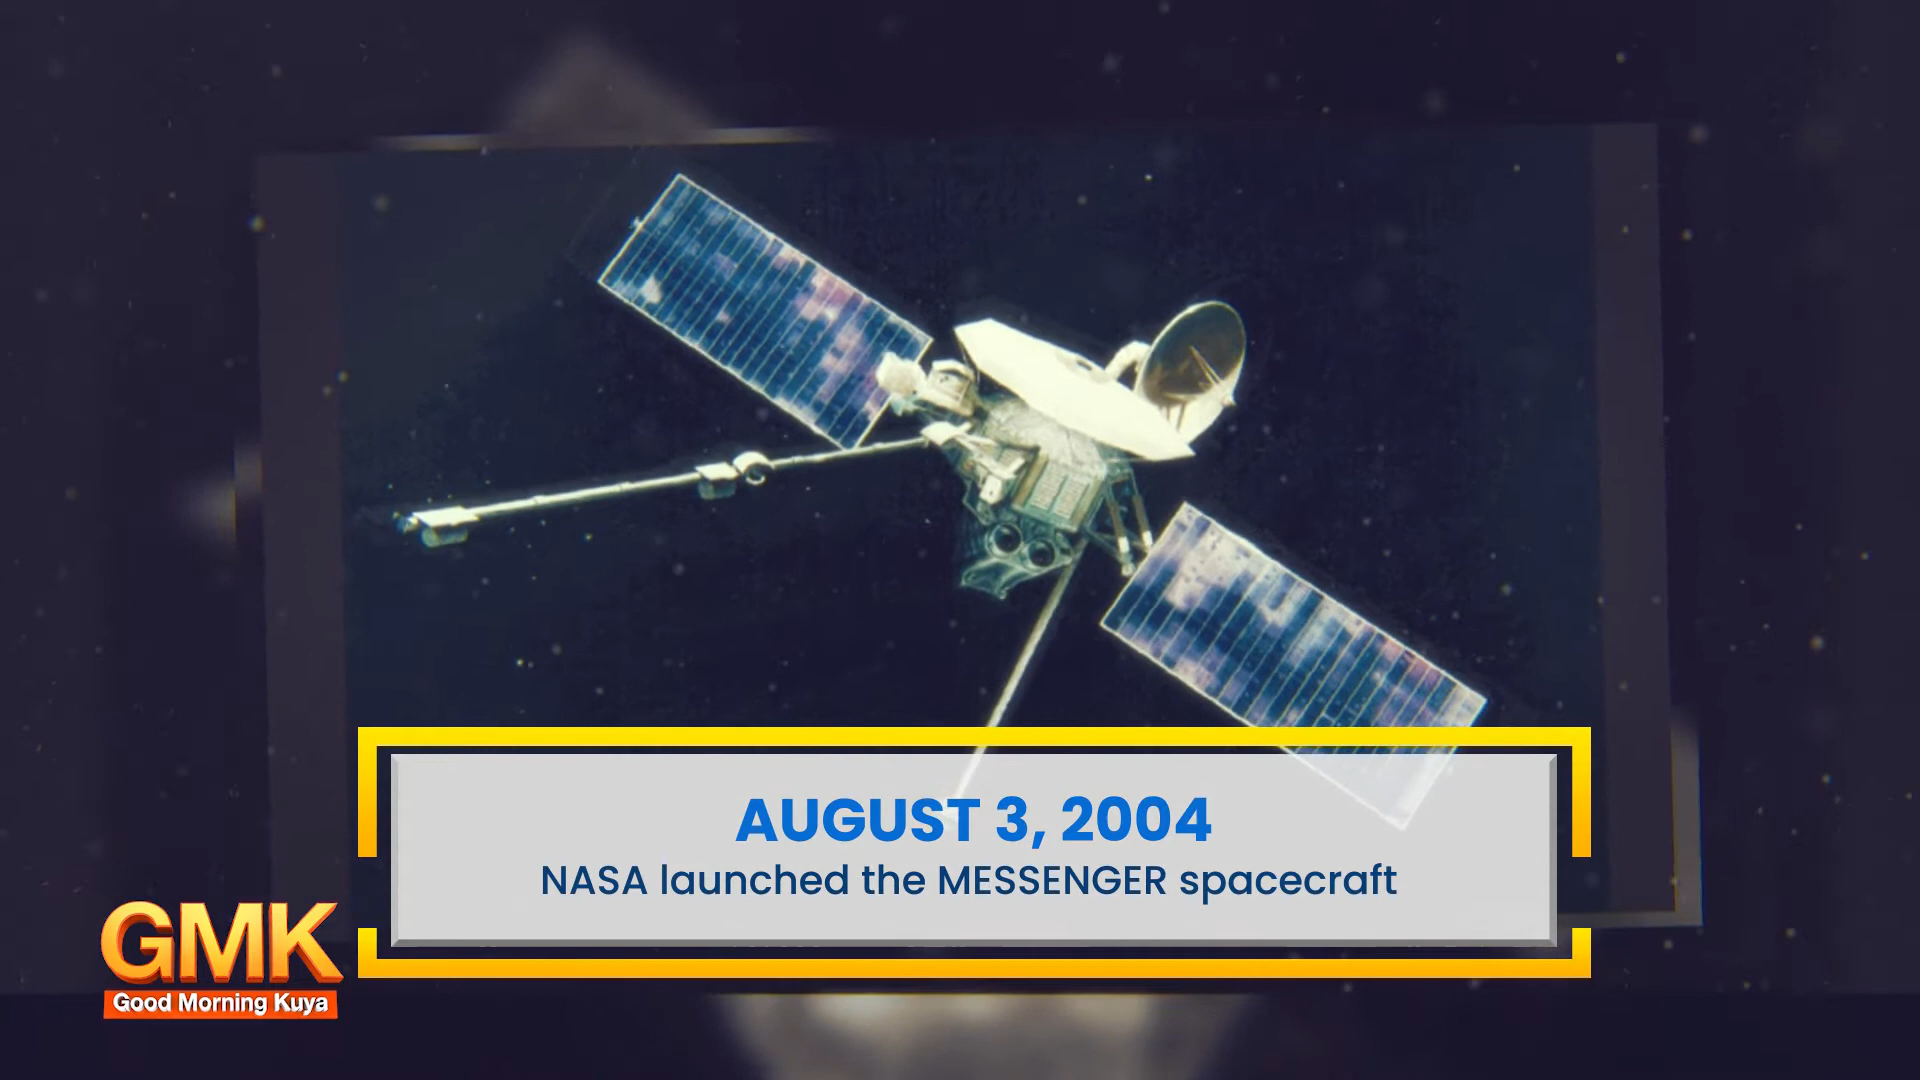 AUGUST 3, 2004
NASA launched the MESSENGER spacecraft
GMK
Good Morning Kuya